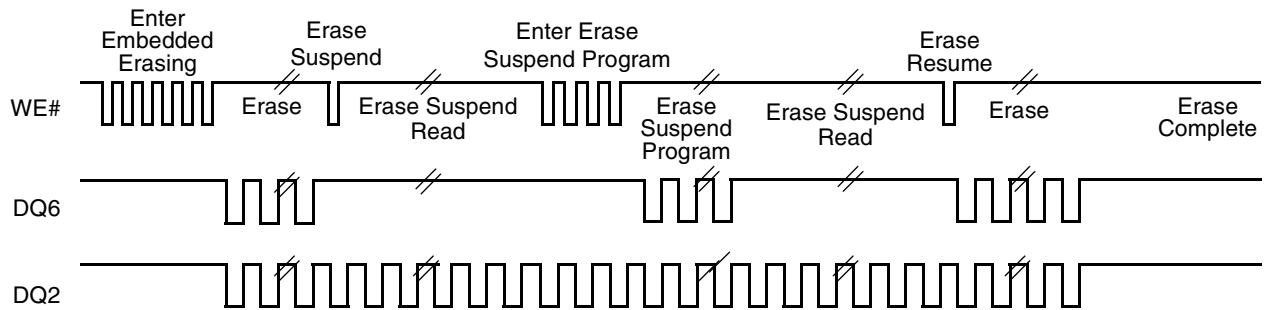 Enter
Embedded
Erasing
Erase
Suspend
Enter Erase
Suspend Program
Erase
Resume
WE#
Erase
Erase Suspend
Read
Erase
Suspend
Program
Erase Suspend
Read
Erase
Erase
Complete
DQ6
DQ2